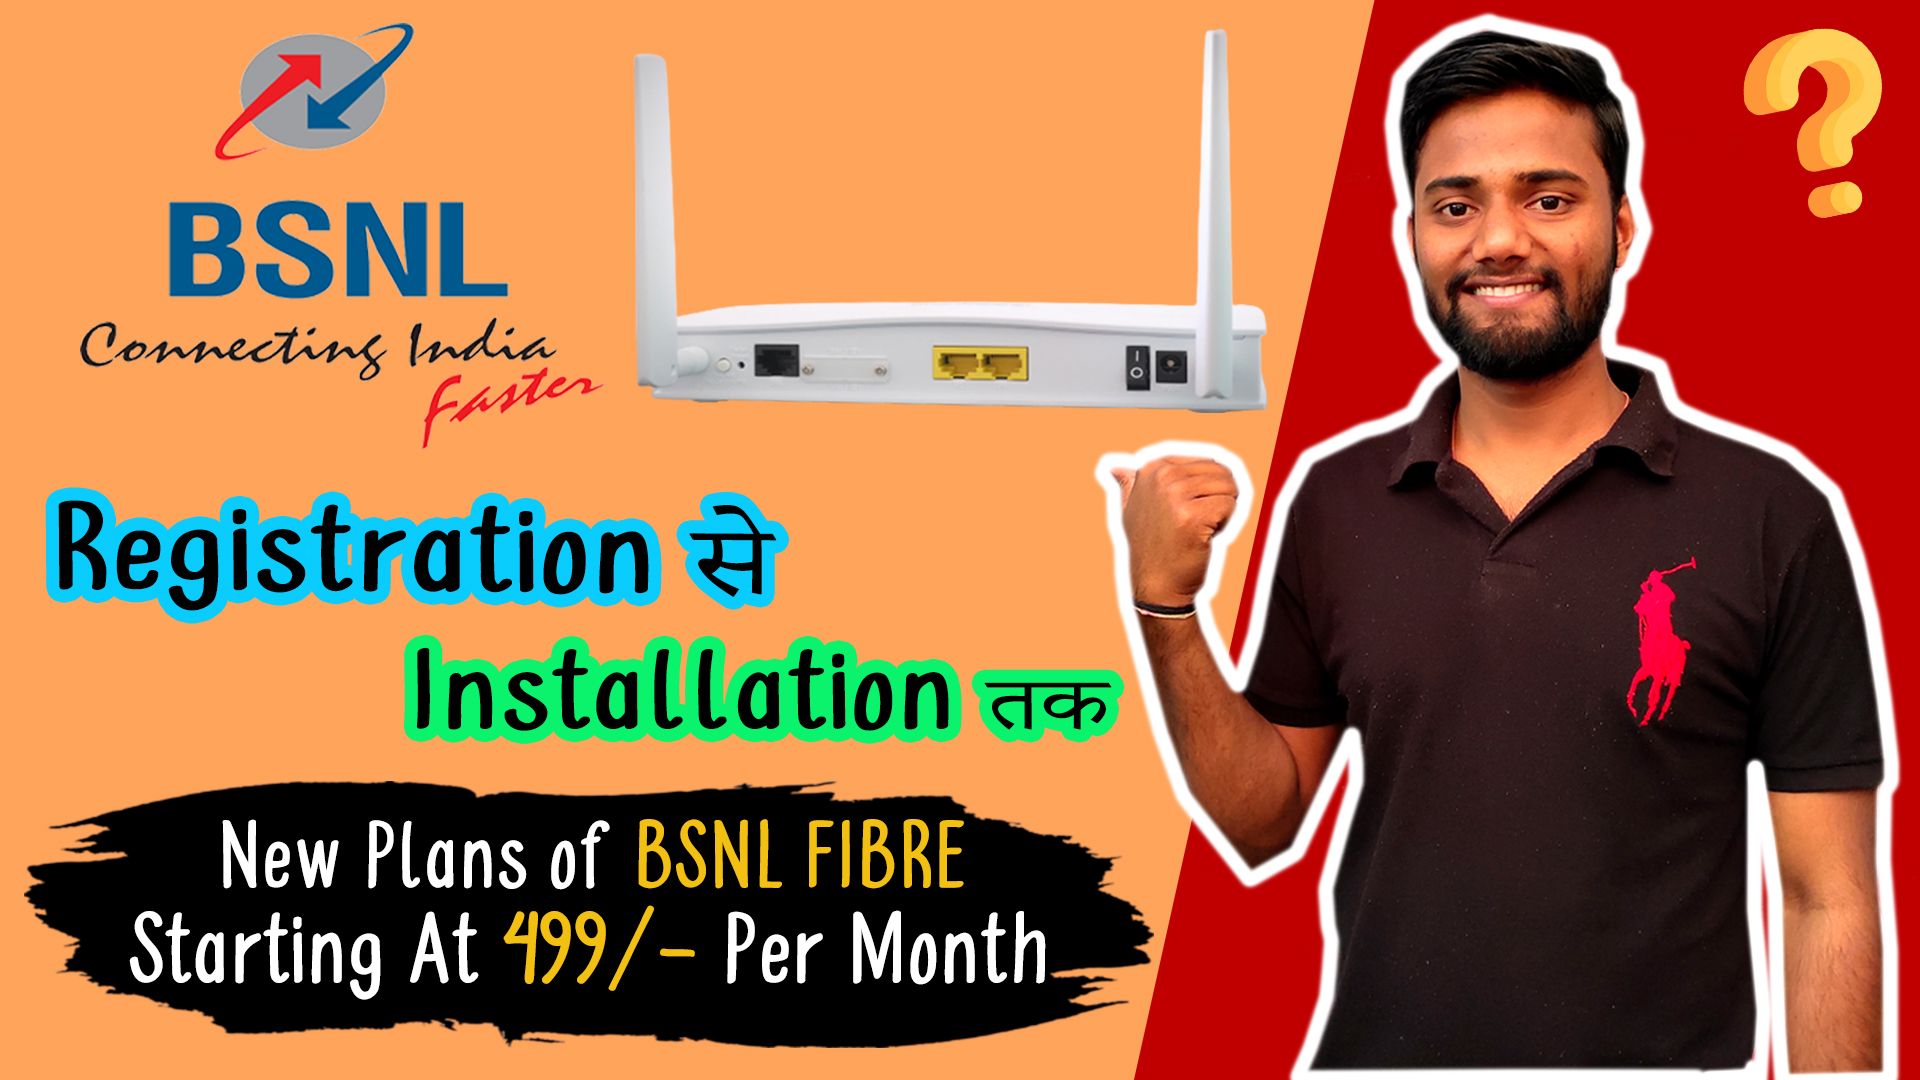 BSNL
Connecting India
Faster
Registration से
Installation तक
New Plans of BSNL FIBRE
Starting At 499/- Per Month